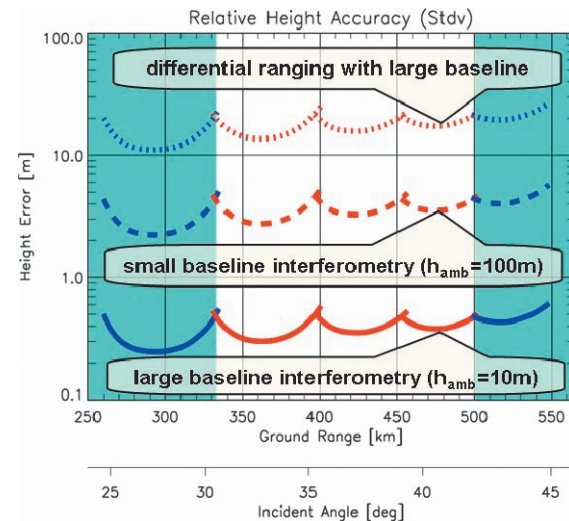 Relative Height Accuracy (Stdv)
100.0
differential ranging with large baseline
10.0
Height Error [m]
1.0
small baseline interferometry (h_amb=100m)
large baseline interferometry (h_amb=10m)
0.1
250 300 350 400 450 500 550
Ground Range [km]
25 30 35 40 45
Incident Angle [deg]